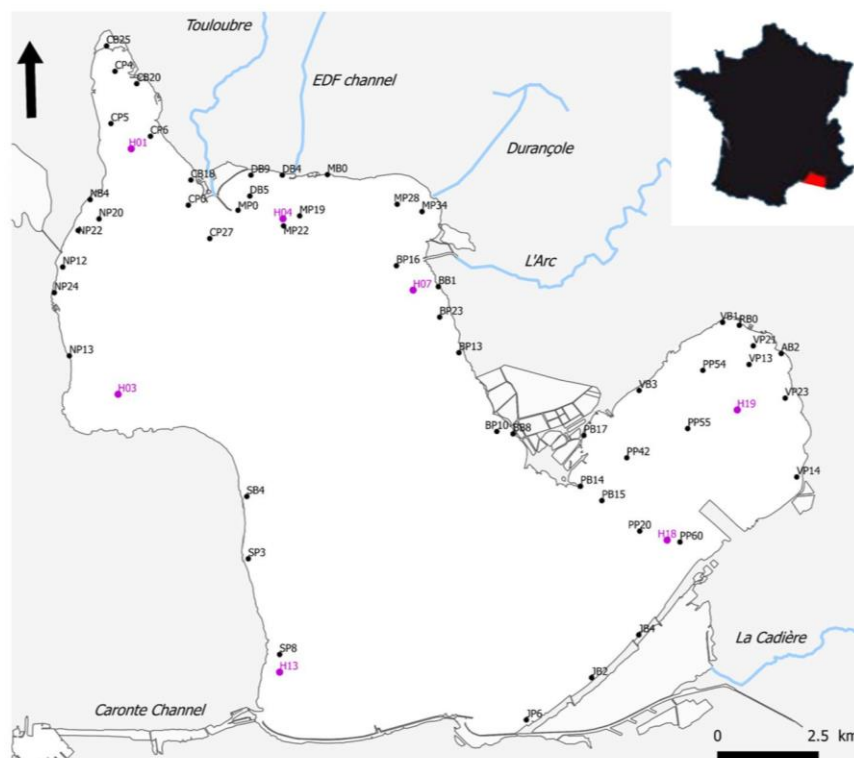 Touloubre
CB25
EDF channel
CP4
CB20
CP5
CP6
H01
Durançole
CB18
DB9
DB4
MB0
NB4
CP0
DB5
MP0
H04
MP19
MP28
MP34
NP20
NP22
MP22
CP27
L'Arc
NP12
BP16
NP24
H07
BB1
BP23
VB1
RB0
NP13
BP13
VP21
AB2
PP54
VP13
H03
VB3
VP23
H19
BP10
BB8
PB17
PP55
PP42
VP14
SB4
PB14
PB15
PP20
H18
PP60
SP3
JB4
La Cadière
SP8
H13
JB2
Caronte Channel
JP6
0
2.5 km